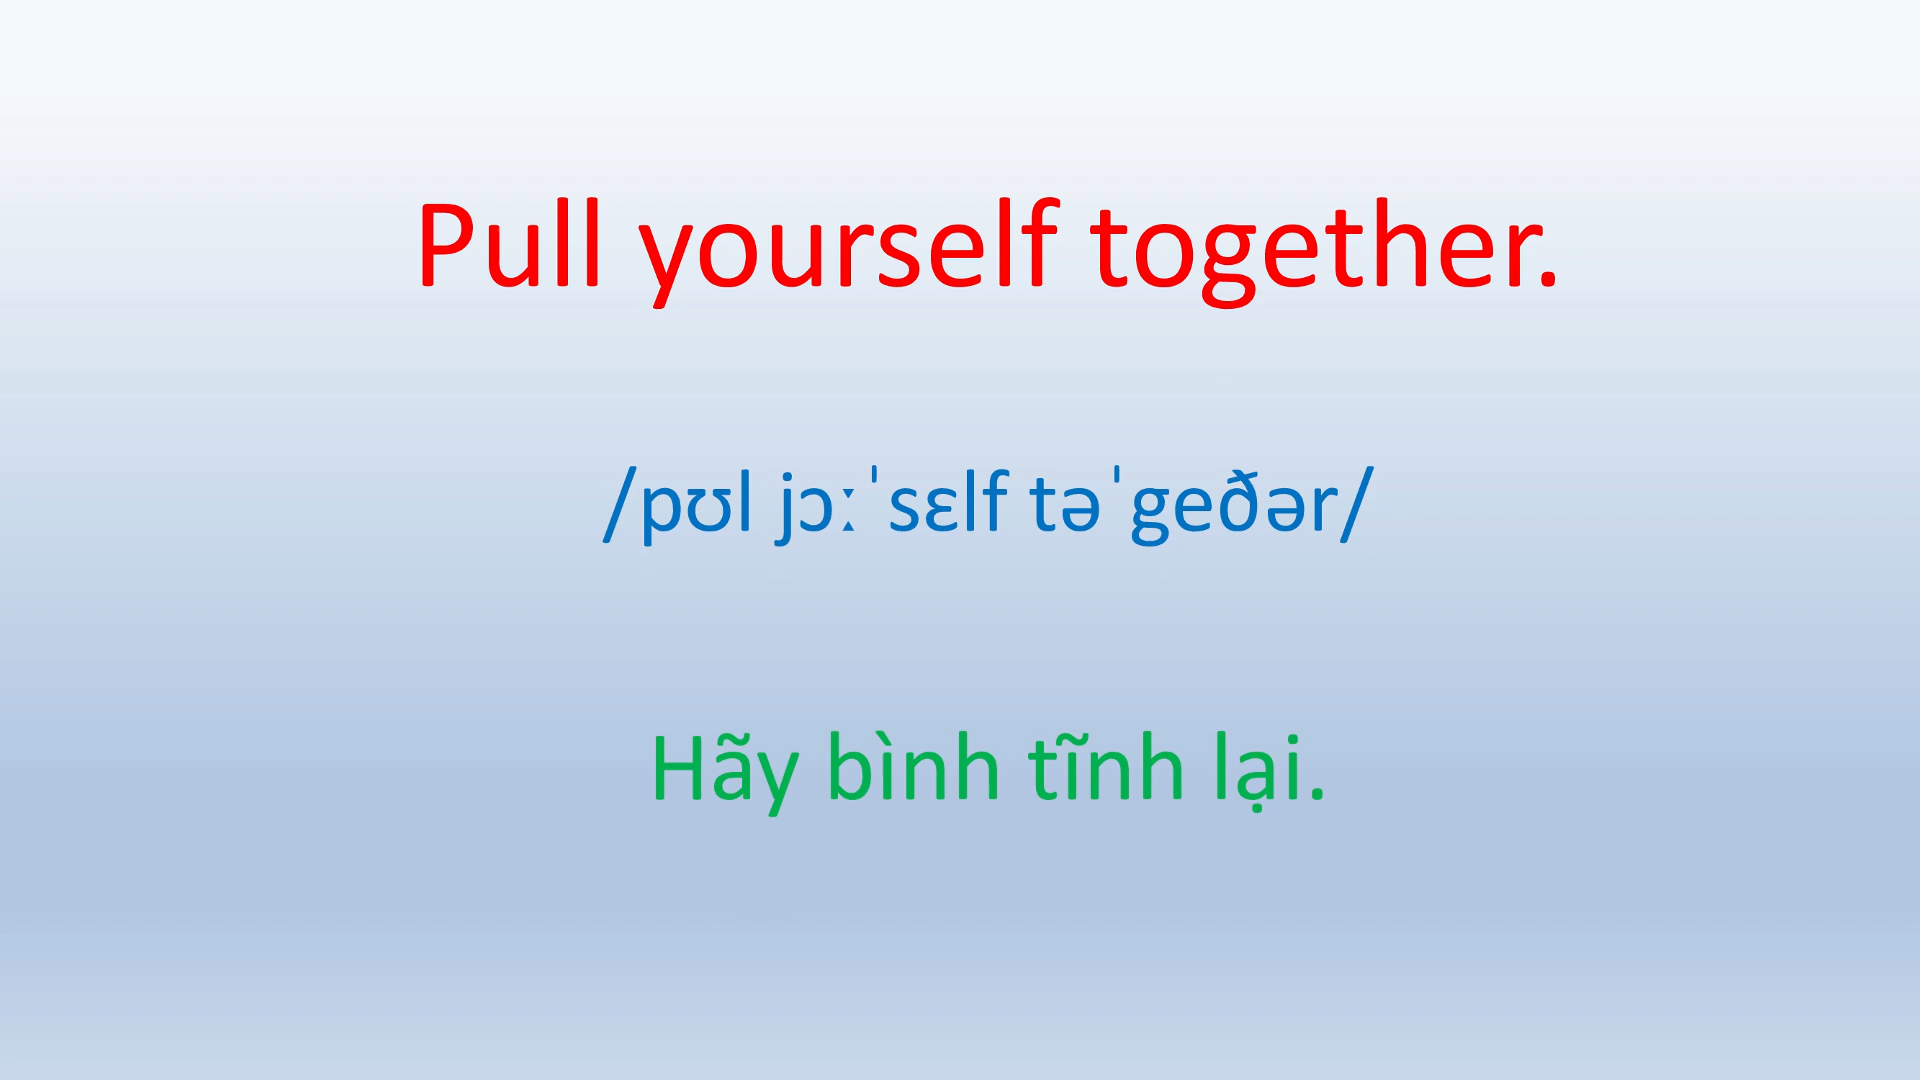 Pull yourself together.
/pʊl jɔːˈsɛlf təˈgeðər/
Hãy bình tĩnh lại.